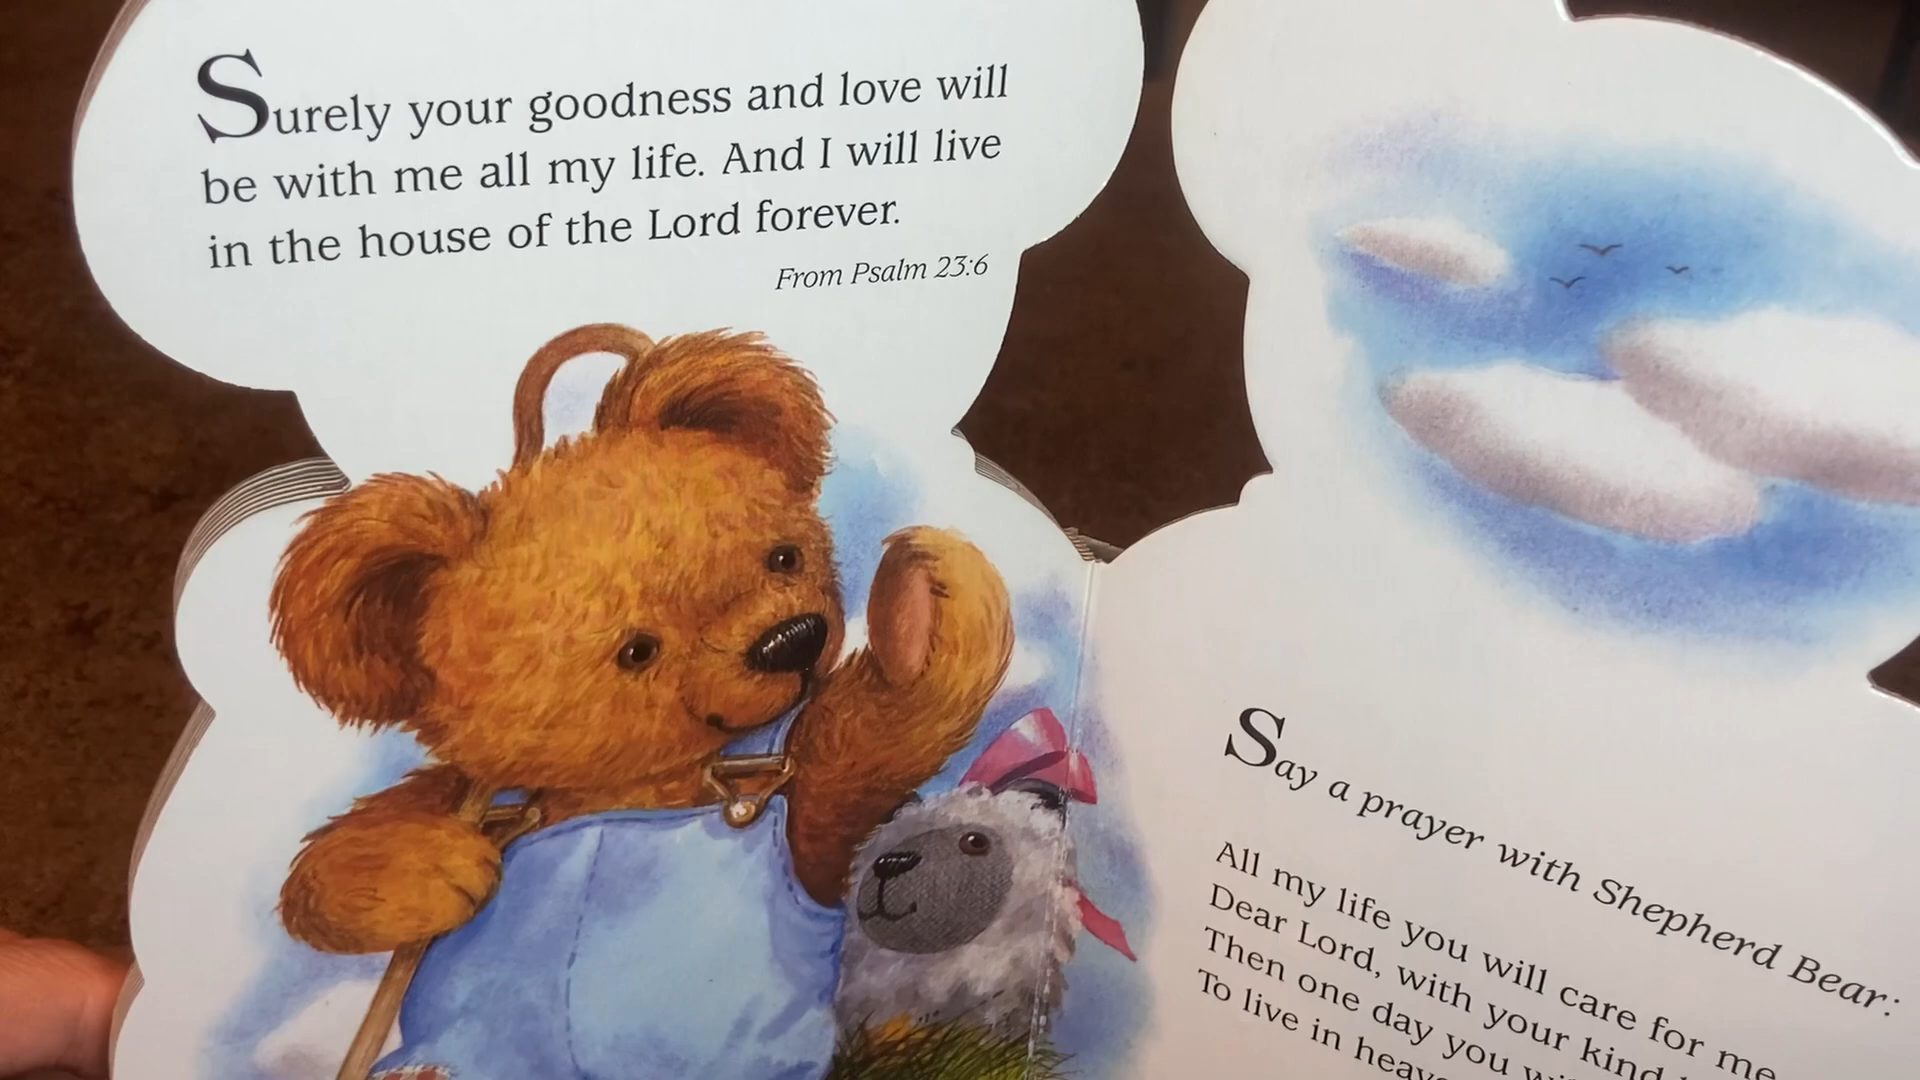 Surely your goodness and love will
be with me all my life. And I will live
in the house of the Lord forever.
From Psalm 23:6
Say a prayer with Shepherd Bear:
All my life you will care for me
Dear Lord, with your kind
Then one day you
To live in